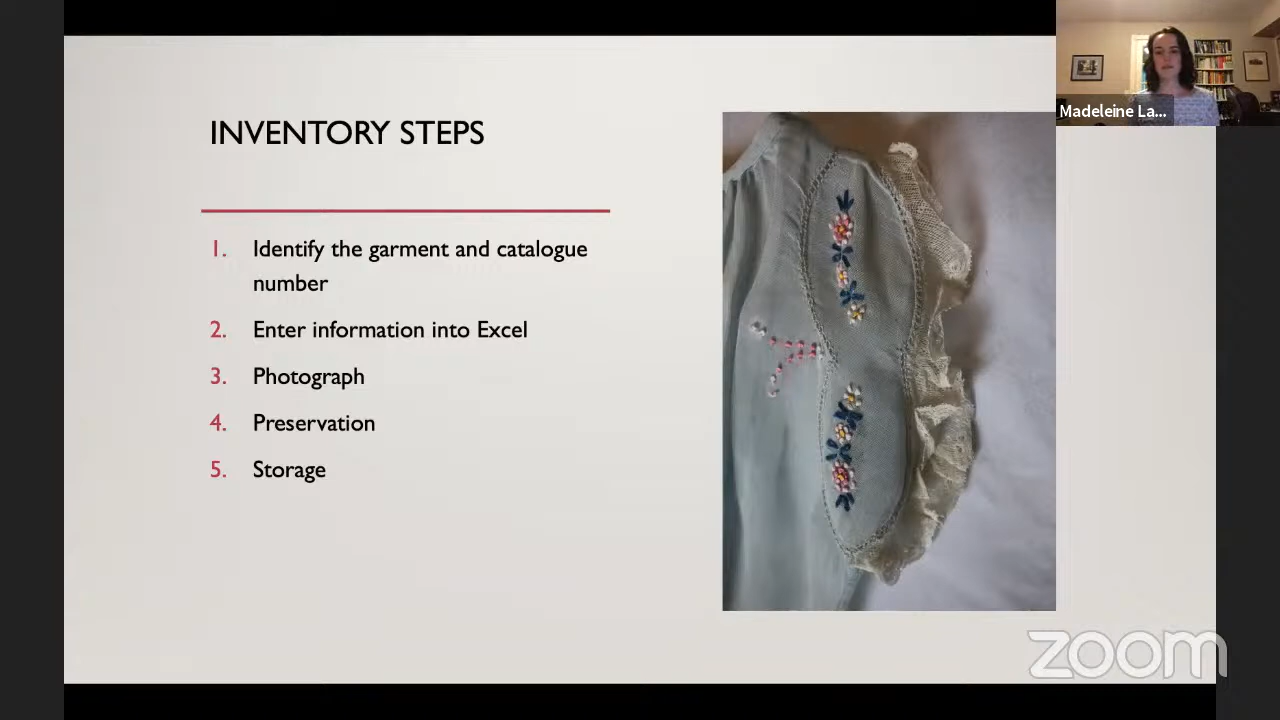 INVENTORY STEPS
1. Identify the garment and catalogue
number
2. Enter information into Excel
3. Photograph
4. Preservation
5. Storage
Madeleine La...
zoom